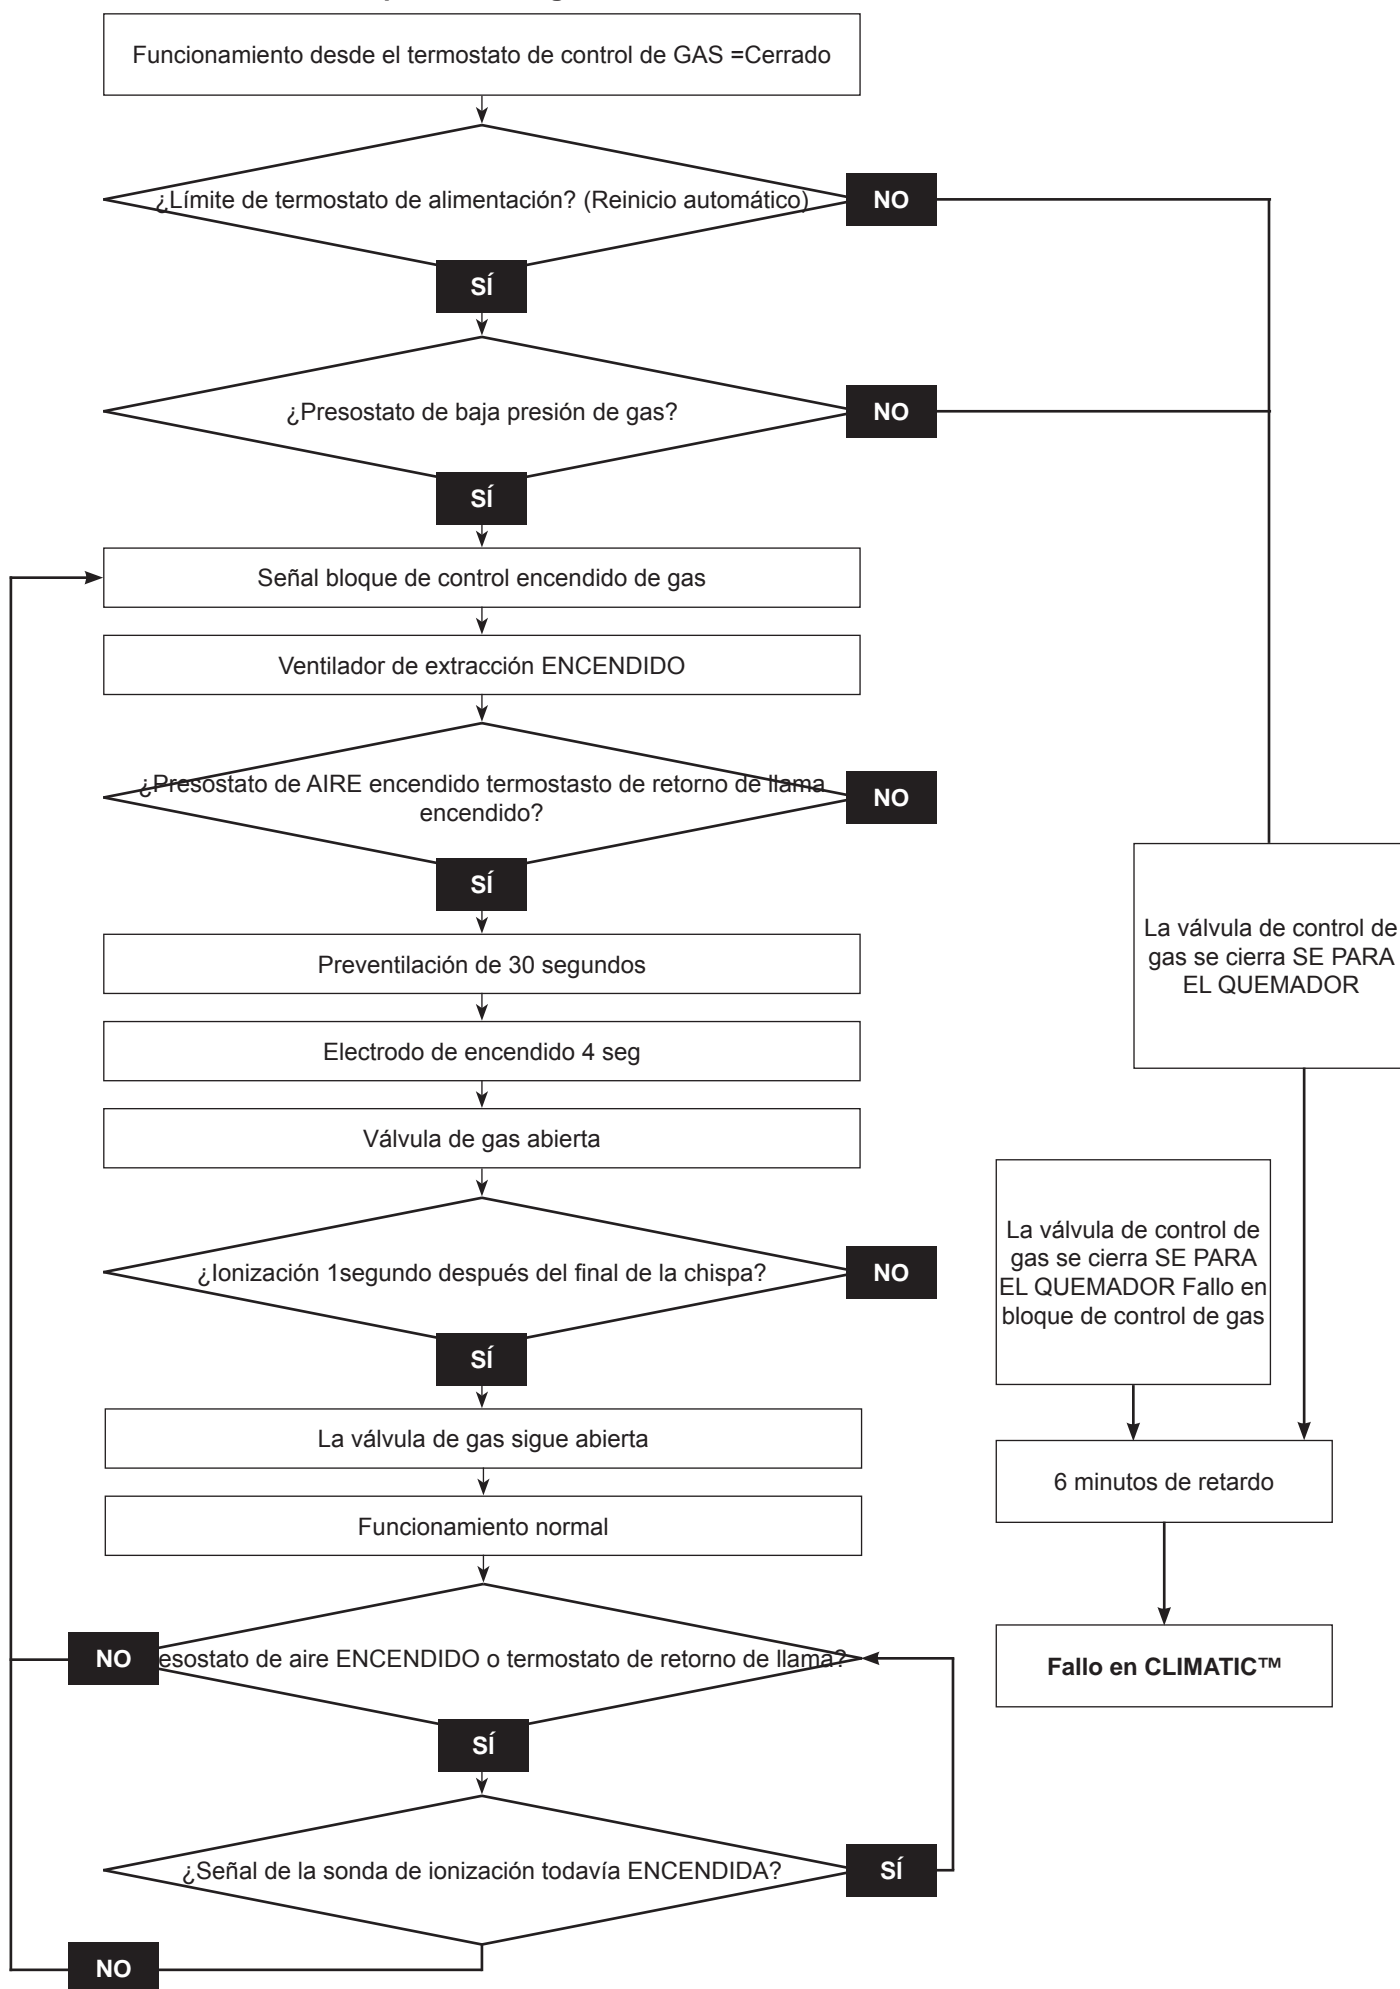 Funcionamiento desde el termostato de control de GAS =Cerrado
¿Límite de termostato de alimentación? (Reinicio automático)
NO
SÍ
¿Presostato de baja presión de gas?
NO
SÍ
Señal bloque de control encendido de gas
Ventilador de extracción ENCENDIDO
¿Presostato de AIRE encendido termostasto de retorno de llama
encendido?
NO
SÍ
Preventilación de 30 segundos
Electrodo de encendido 4 seg
Válvula de gas abierta
¿Ionización 1segundo después del final de la chispa?
NO
SÍ
La válvula de gas sigue abierta
Funcionamiento normal
NO
esostato de aire ENCENDIDO o termostato de retorno de llama?
SÍ
¿Señal de la sonda de ionización todavía ENCENDIDA?
SÍ
NO
La válvula de control de
gas se cierra SE PARA
EL QUEMADOR
La válvula de control de
gas se cierra SE PARA
EL QUEMADOR Fallo en
bloque de control de gas
6 minutos de retardo
Fallo en CLIMATIC™